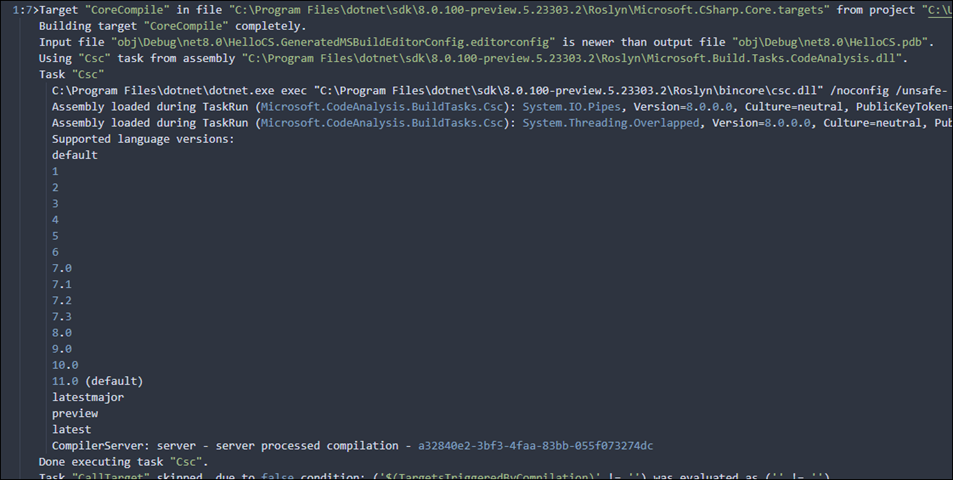 1:7>Target "CoreCompile" in file "C:\Program Files\dotnet\sdk\8.0.100-preview.5.23303.2\Roslyn\Microsoft.CSharp.Core.targets" from project "C:\U
Building target "CoreCompile" completely.
Input file "obj\Debug\net8.0\HelloCS.GeneratedMSBuildEditorConfig.editorconfig" is newer than output file "obj\Debug\net8.0\HelloCS.pdb".
Using "Csc" task from assembly "C:\Program Files\dotnet\sdk\8.0.100-preview.5.23303.2\Roslyn\Microsoft.Build.Tasks.CodeAnalysis.dll".
Task "Csc"
C:\Program Files\dotnet\dotnet.exe exec "C:\Program Files\dotnet\sdk\8.0.100-preview.5.23303.2\Roslyn\bincore\csc.dll" /noconfig /unsafe-
Assembly loaded during TaskRun (Microsoft.CodeAnalysis.BuildTasks.Csc): System.IO.Pipes, Version=8.0.0.0, Culture=neutral, PublicKeyToken=
Assembly loaded during TaskRun (Microsoft.CodeAnalysis.BuildTasks.Csc): System.Threading.Overlapped, Version=8.0.0.0, Culture=neutral, Pub
Supported language versions:
default
1
2
3
4
5
6
7.0
7.1
7.2
7.3
8.0
9.0
10.0
11.0 (default)
latestmajor
preview
latest
CompilerServer: server - server processed compilation - a32840e2-3bf3-4faa-83bb-055f073274dc
Done executing task "Csc".
Task "CallTarget" skipped, due to false condition; ('$(TargetsTriggeredByCompilation)' != '') was evaluated as ('' != '').